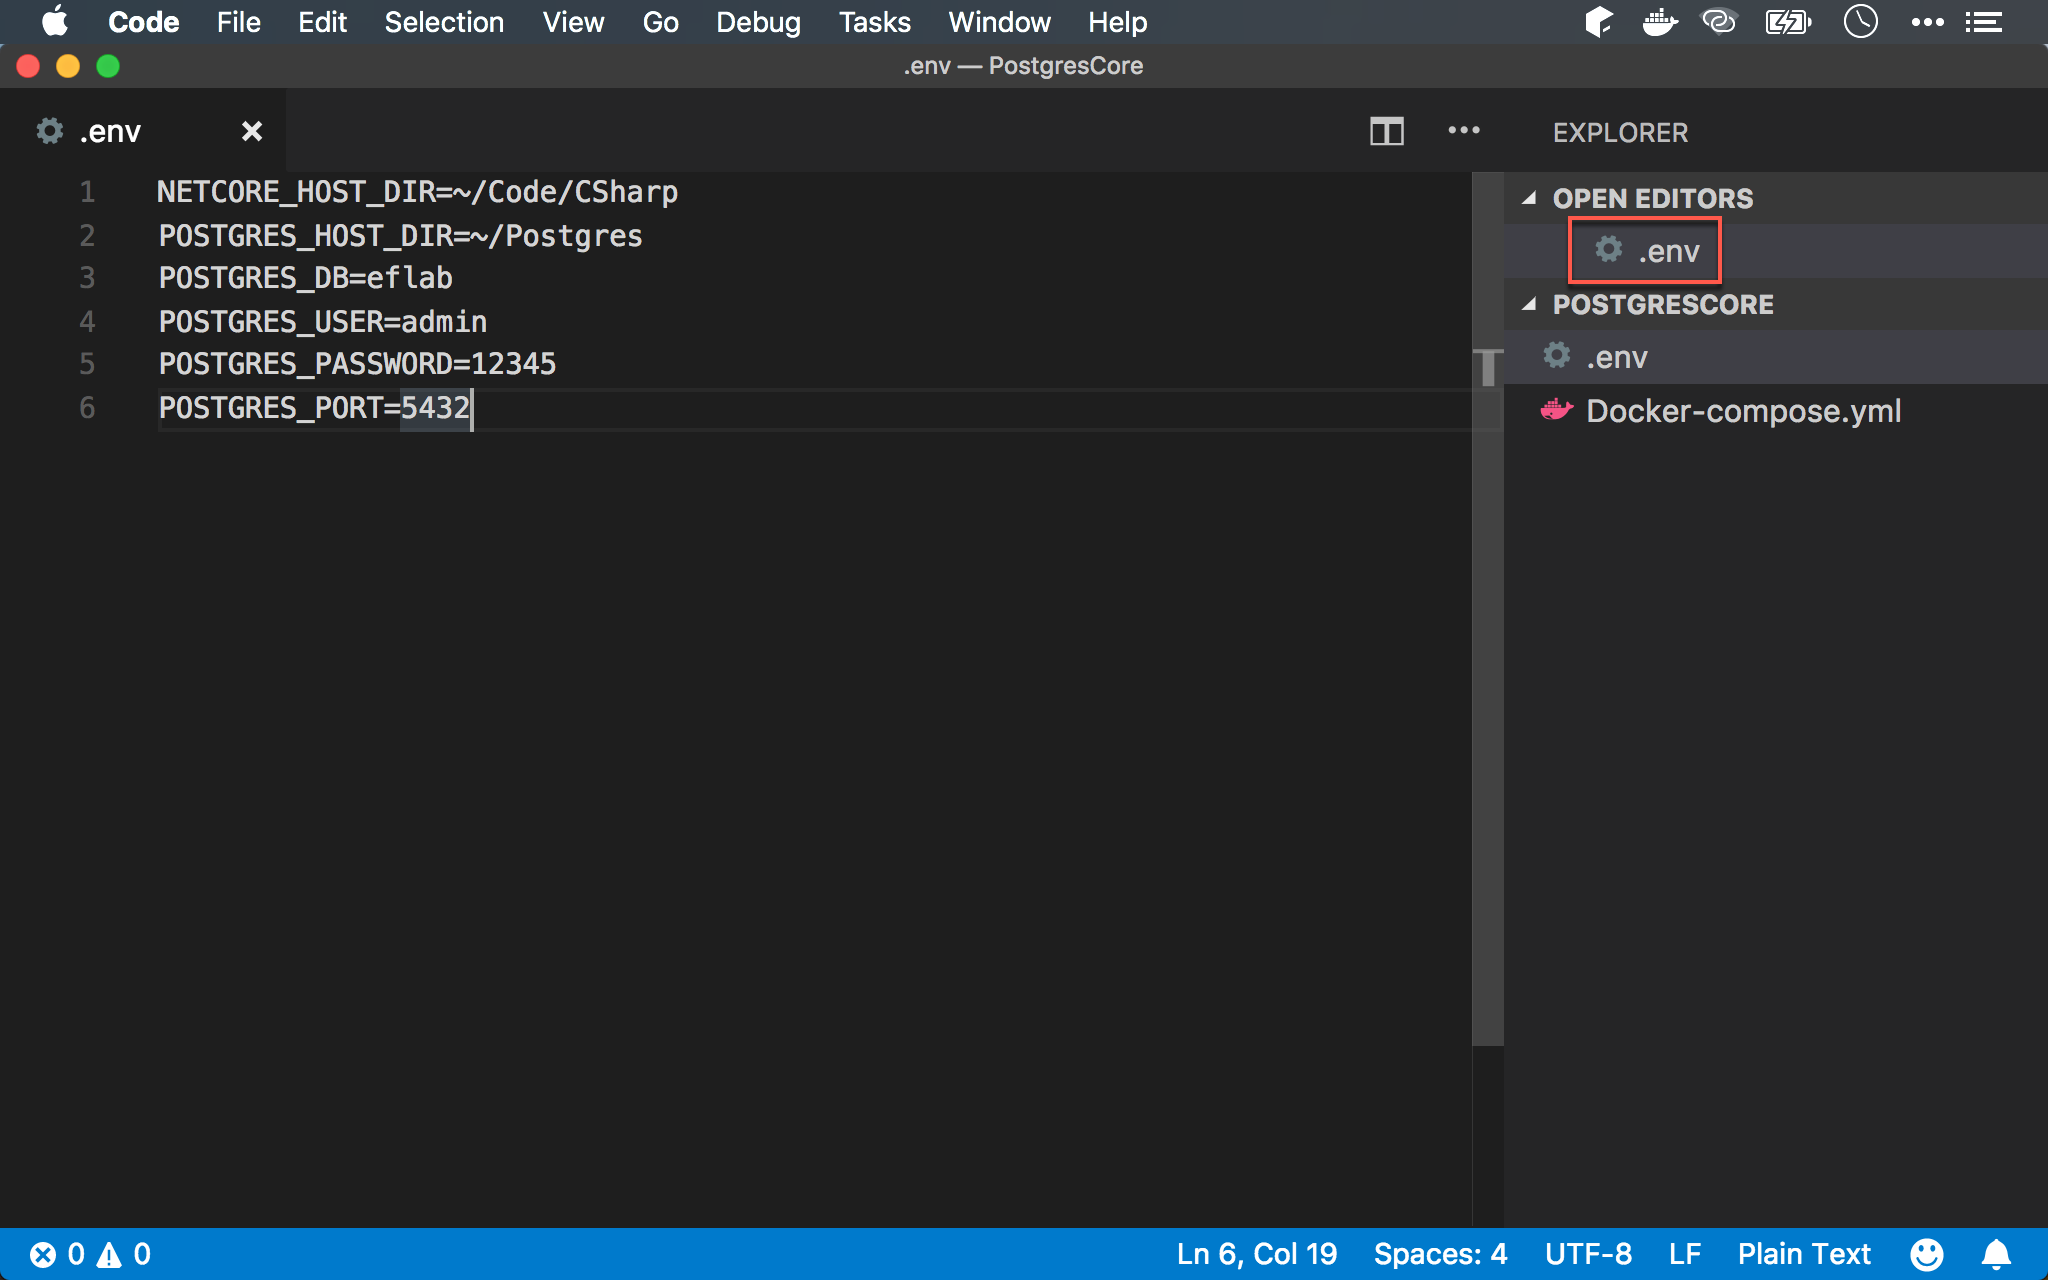 Code File Edit Selection View Go Debug Tasks Window Help
.env — PostgresCore
.env
EXPLORER
1 NETCORE_HOST_DIR=~/Code/CSharp
2 POSTGRES_HOST_DIR=~/Postgres
3 POSTGRES_DB=eflab
4 POSTGRES_USER=admin
5 POSTGRES_PASSWORD=12345
6 POSTGRES_PORT=5432
OPEN EDITORS
.env
POSTGRESCORE
.env
Docker-compose.yml
0 0 Ln 6, Col 19 Spaces: 4 UTF-8 LF Plain Text